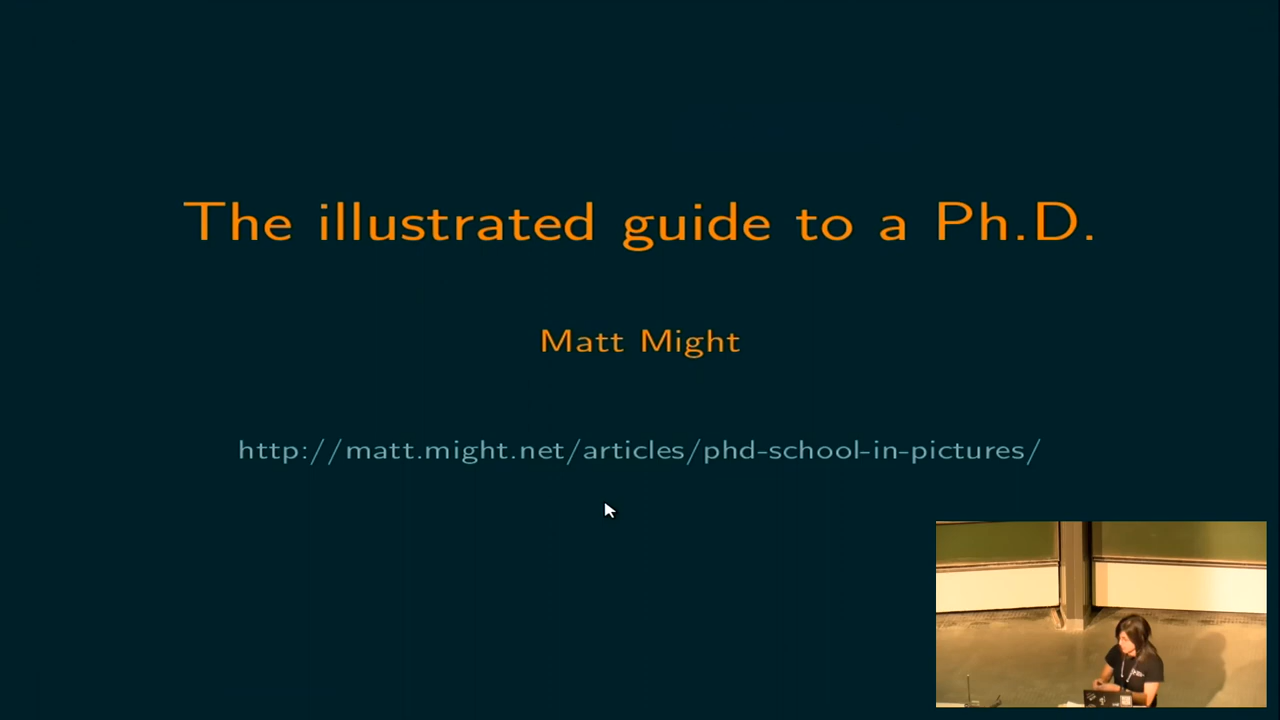 The illustrated guide to a Ph.D.
Matt Might
http://matt.might.net/articles/phd-school-in-pictures/